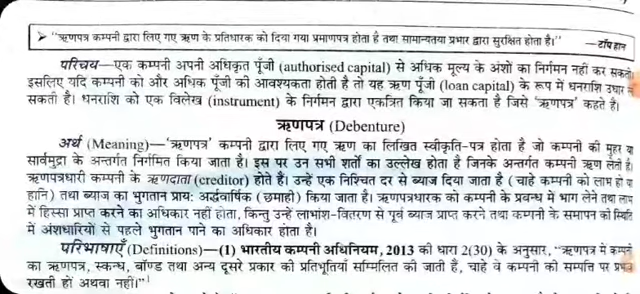 ➤ "ऋणपत्र कम्पनी द्वारा लिए गए ऋण के प्रतिधारक को दिया गया प्रमाणपत्र होता है तथा सामान्यतया प्रभार द्वारा सुरक्षित होता है।" —टॉपहान
परिचय—एक कम्पनी अपनी अधिकृत पूँजी (authorised capital) से अधिक मूल्य के अंशों का निर्गमन नहीं कर सकती
इसलिए यदि कम्पनी को और अधिक पूँजी की आवश्यकता होती है तो यह ऋण पूँजी (loan capital) के रूप में धनराशि उधार
सकती है। धनराशि को एक विलेख (instrument) के निर्गमन द्वारा एकत्रित किया जा सकता है जिसे 'ऋणपत्र' कहते है।
ऋणपत्र (Debenture)
अर्थ (Meaning)—'ऋणपत्र' कम्पनी द्वारा लिए गए ऋण का लिखित स्वीकृति-पत्र होता है जो कम्पनी की मुहर या
सार्वमुद्रा के अन्तर्गत निर्गमित किया जाता है। इस पर उन सभी शर्तों का उल्लेख होता है जिनके अन्तर्गत कम्पनी ऋण लेती है।
ऋणपत्रधारी कम्पनी के ऋणदाता (creditor) होते हैं। उन्हें एक निश्चित दर से ब्याज दिया जाता है (चाहे कम्पनी को लाभ हो या
हानि) तथा ब्याज का भुगतान प्रायः अर्द्धवार्षिक (छमाही) किया जाता है। ऋणपत्रधारक को कम्पनी के प्रबन्ध में भाग लेने तथा लाभ
में हिस्सा प्राप्त करने का अधिकार नहीं होता, किन्तु उन्हें लाभांश-वितरण से पूर्व ब्याज प्राप्त करने तथा कम्पनी के समापन की स्थिति
में अंशधारियों से पहले भुगतान पाने का अधिकार होता है।
परिभाषाएँ (Definitions)—(1) भारतीय कम्पनी अधिनियम, 2013 की धारा 2(30) के अनुसार, "ऋणपत्र में कम्पनी
का ऋणपत्र, स्कन्ध, बॉण्ड तथा अन्य दूसरे प्रकार की प्रतिभूतियाँ सम्मिलित की जाती है, चाहे वे कम्पनी की सम्पत्ति पर प्रभार
रखती हों अथवा नहीं।"¹